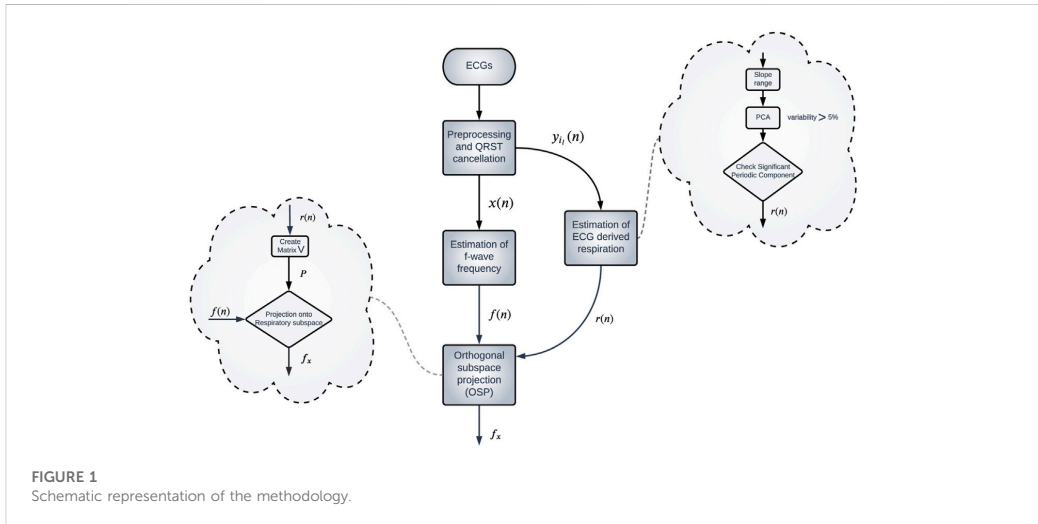 ECGs
Preprocessing
and QRST
cancellation
y_{i_l}(n)
x(n)
Estimation of
f-wave
frequency
Estimation of
ECG derived
respiration
f(n)
r(n)
Orthogonal
subspace
projection
(OSP)
f_x
Slope
range
PCA
variability > 5%
Check Significant
Periodic Component
r(n)
r(n)
Create
Matrix V
P
f(n)
Projection onto
Respiratory subspace
f_x
FIGURE 1
Schematic representation of the methodology.